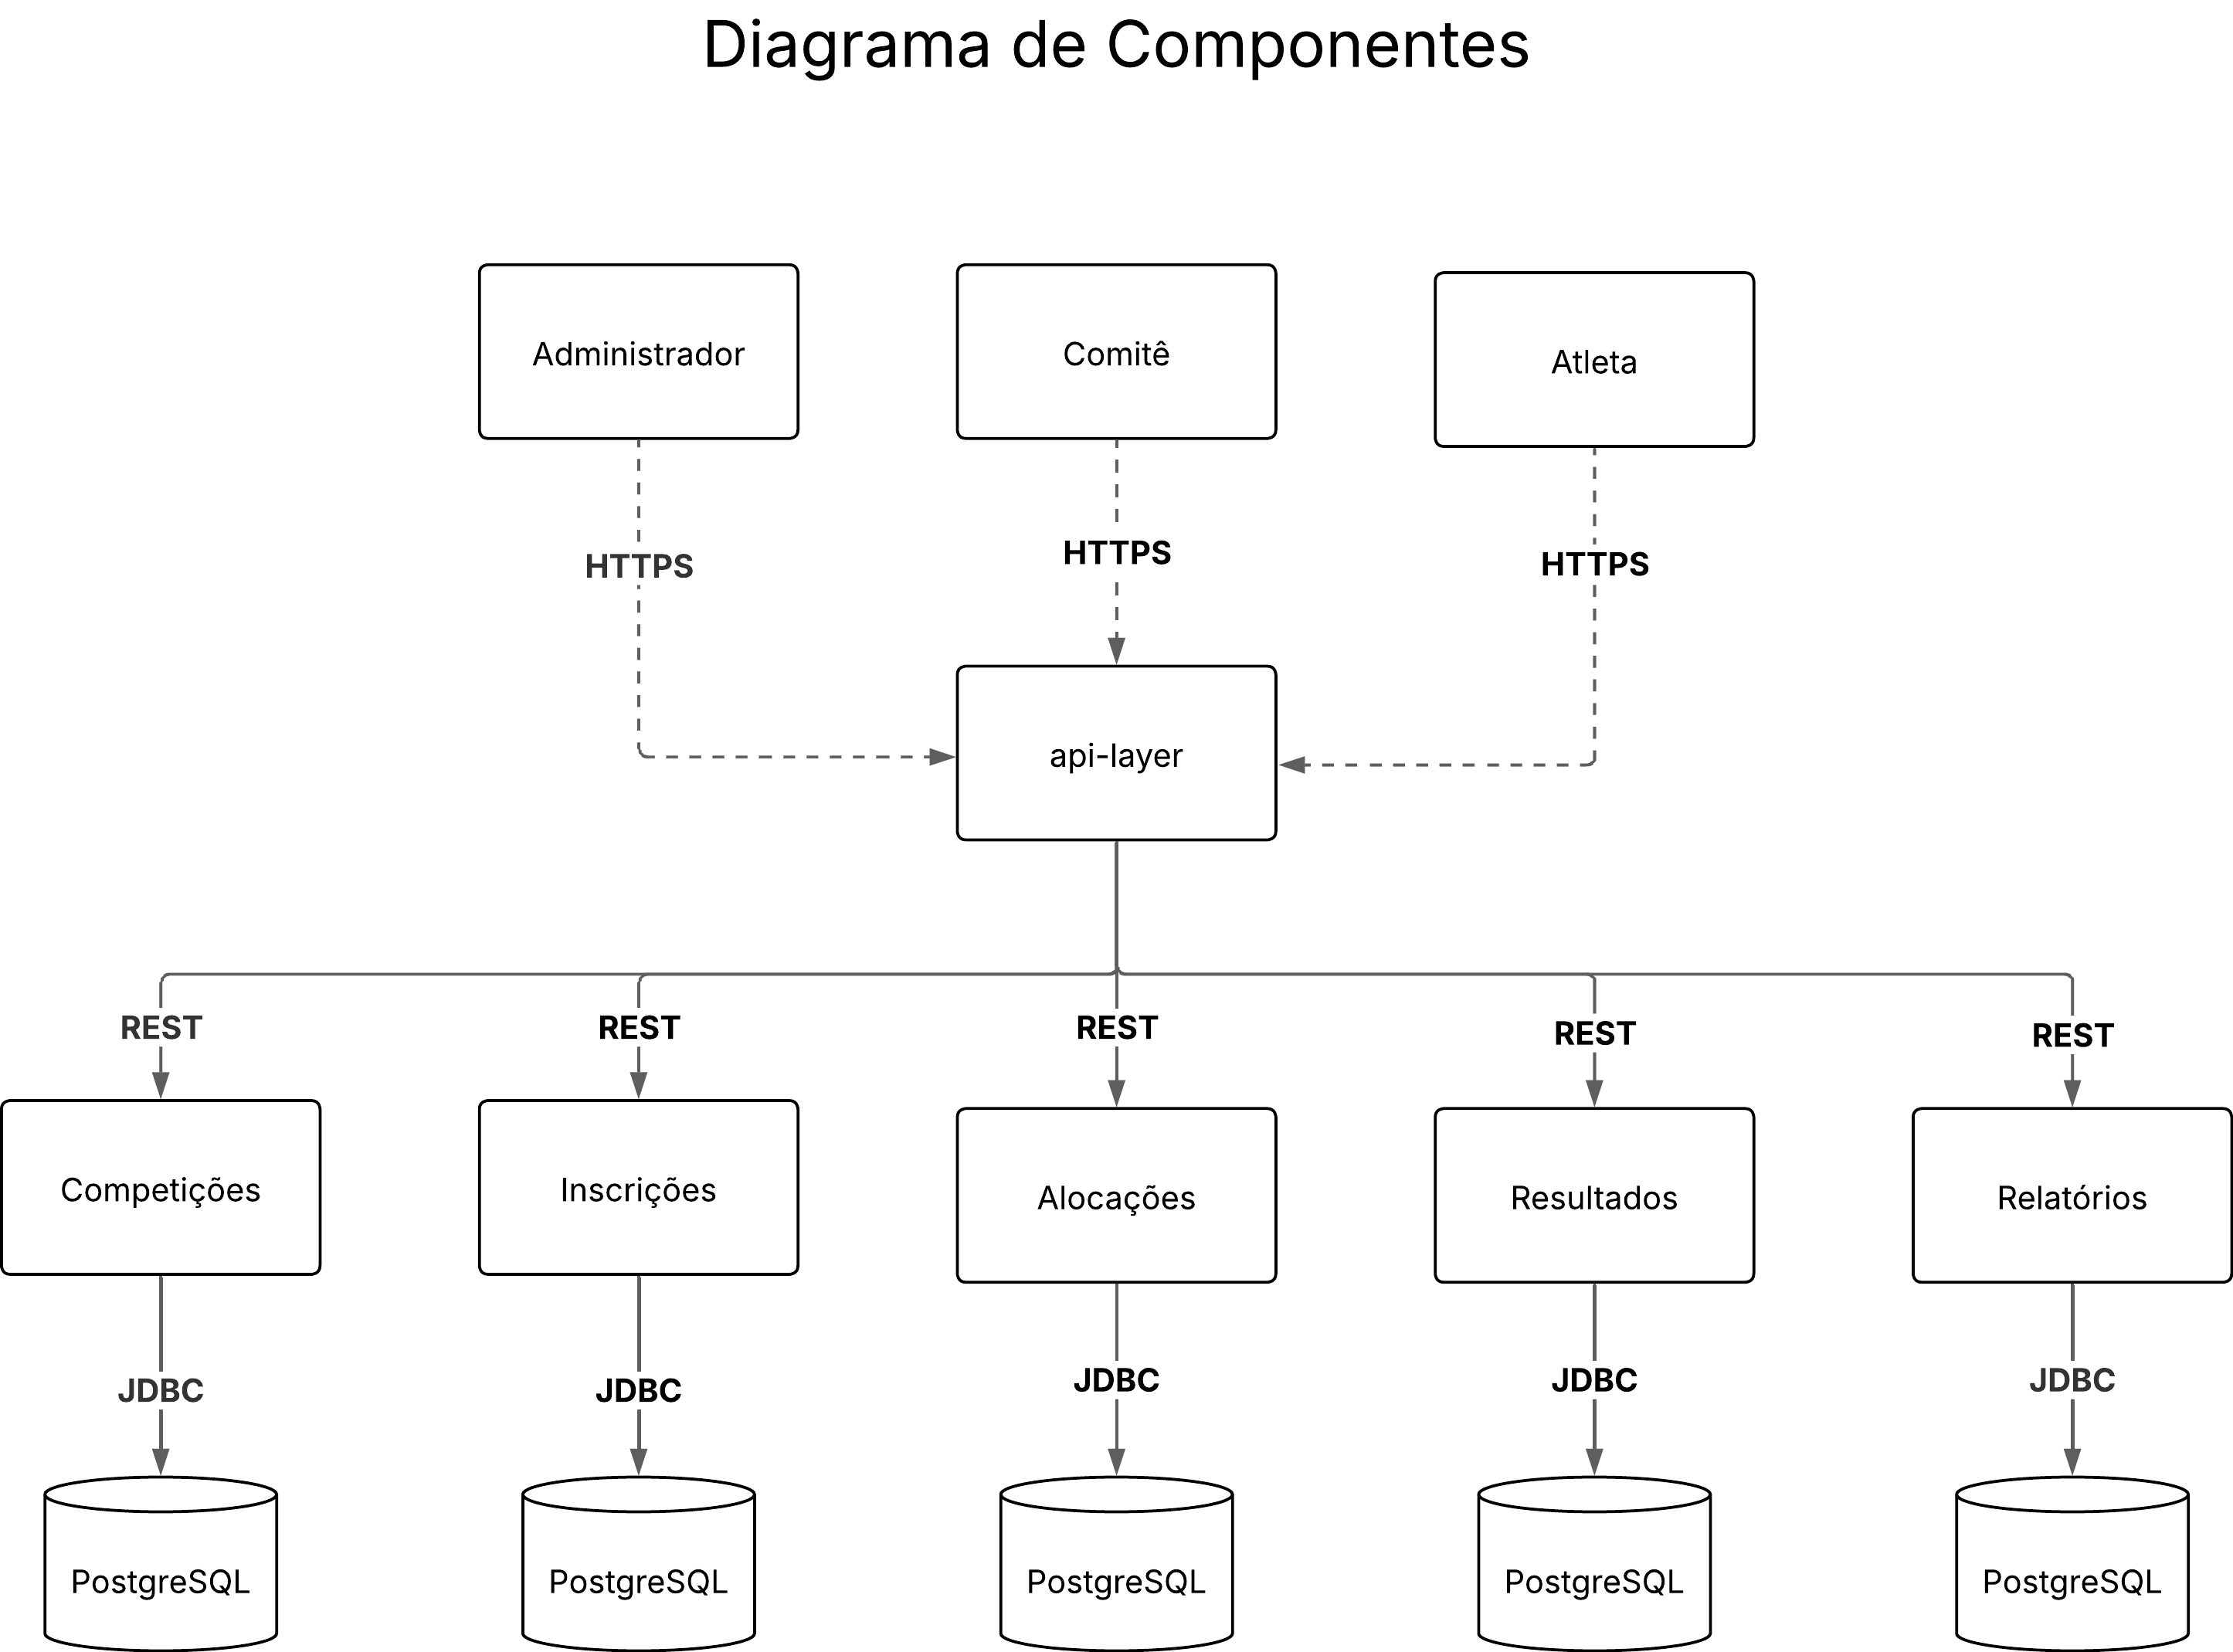 Diagrama de Componentes
Administrador
Comitê
Atleta
HTTPS
HTTPS
HTTPS
api-layer
REST
REST
REST
REST
REST
Competições
Inscrições
Alocações
Resultados
Relatórios
JDBC
JDBC
JDBC
JDBC
JDBC
PostgreSQL
PostgreSQL
PostgreSQL
PostgreSQL
PostgreSQL